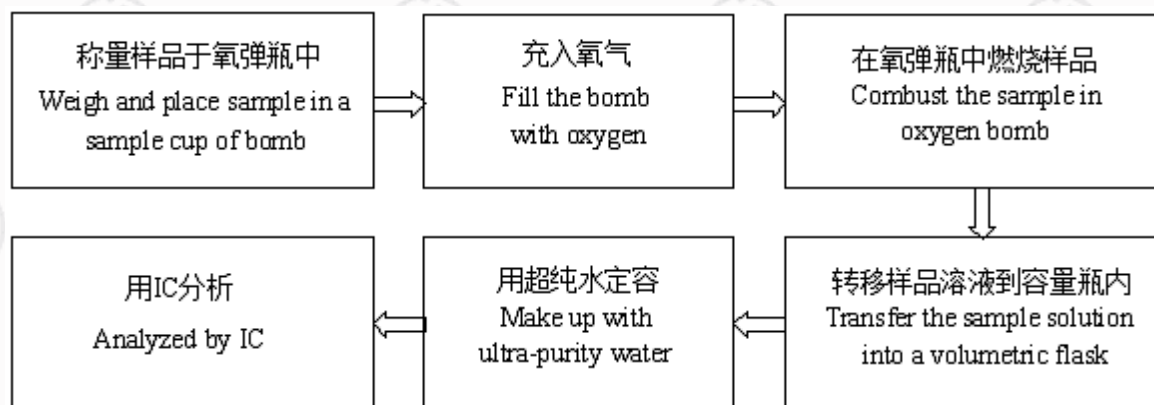 称量样品于氧弹瓶中
Weigh and place sample in a
sample cup of bomb
充入氧气
Fill the bomb
with oxygen
在氧弹瓶中燃烧样品
Combust the sample in
oxygen bomb
转移样品溶液到容量瓶内
Transfer the sample solution
into a volumetric flask
用超纯水定容
Make up with
ultra-purity water
用IC分析
Analyzed by IC